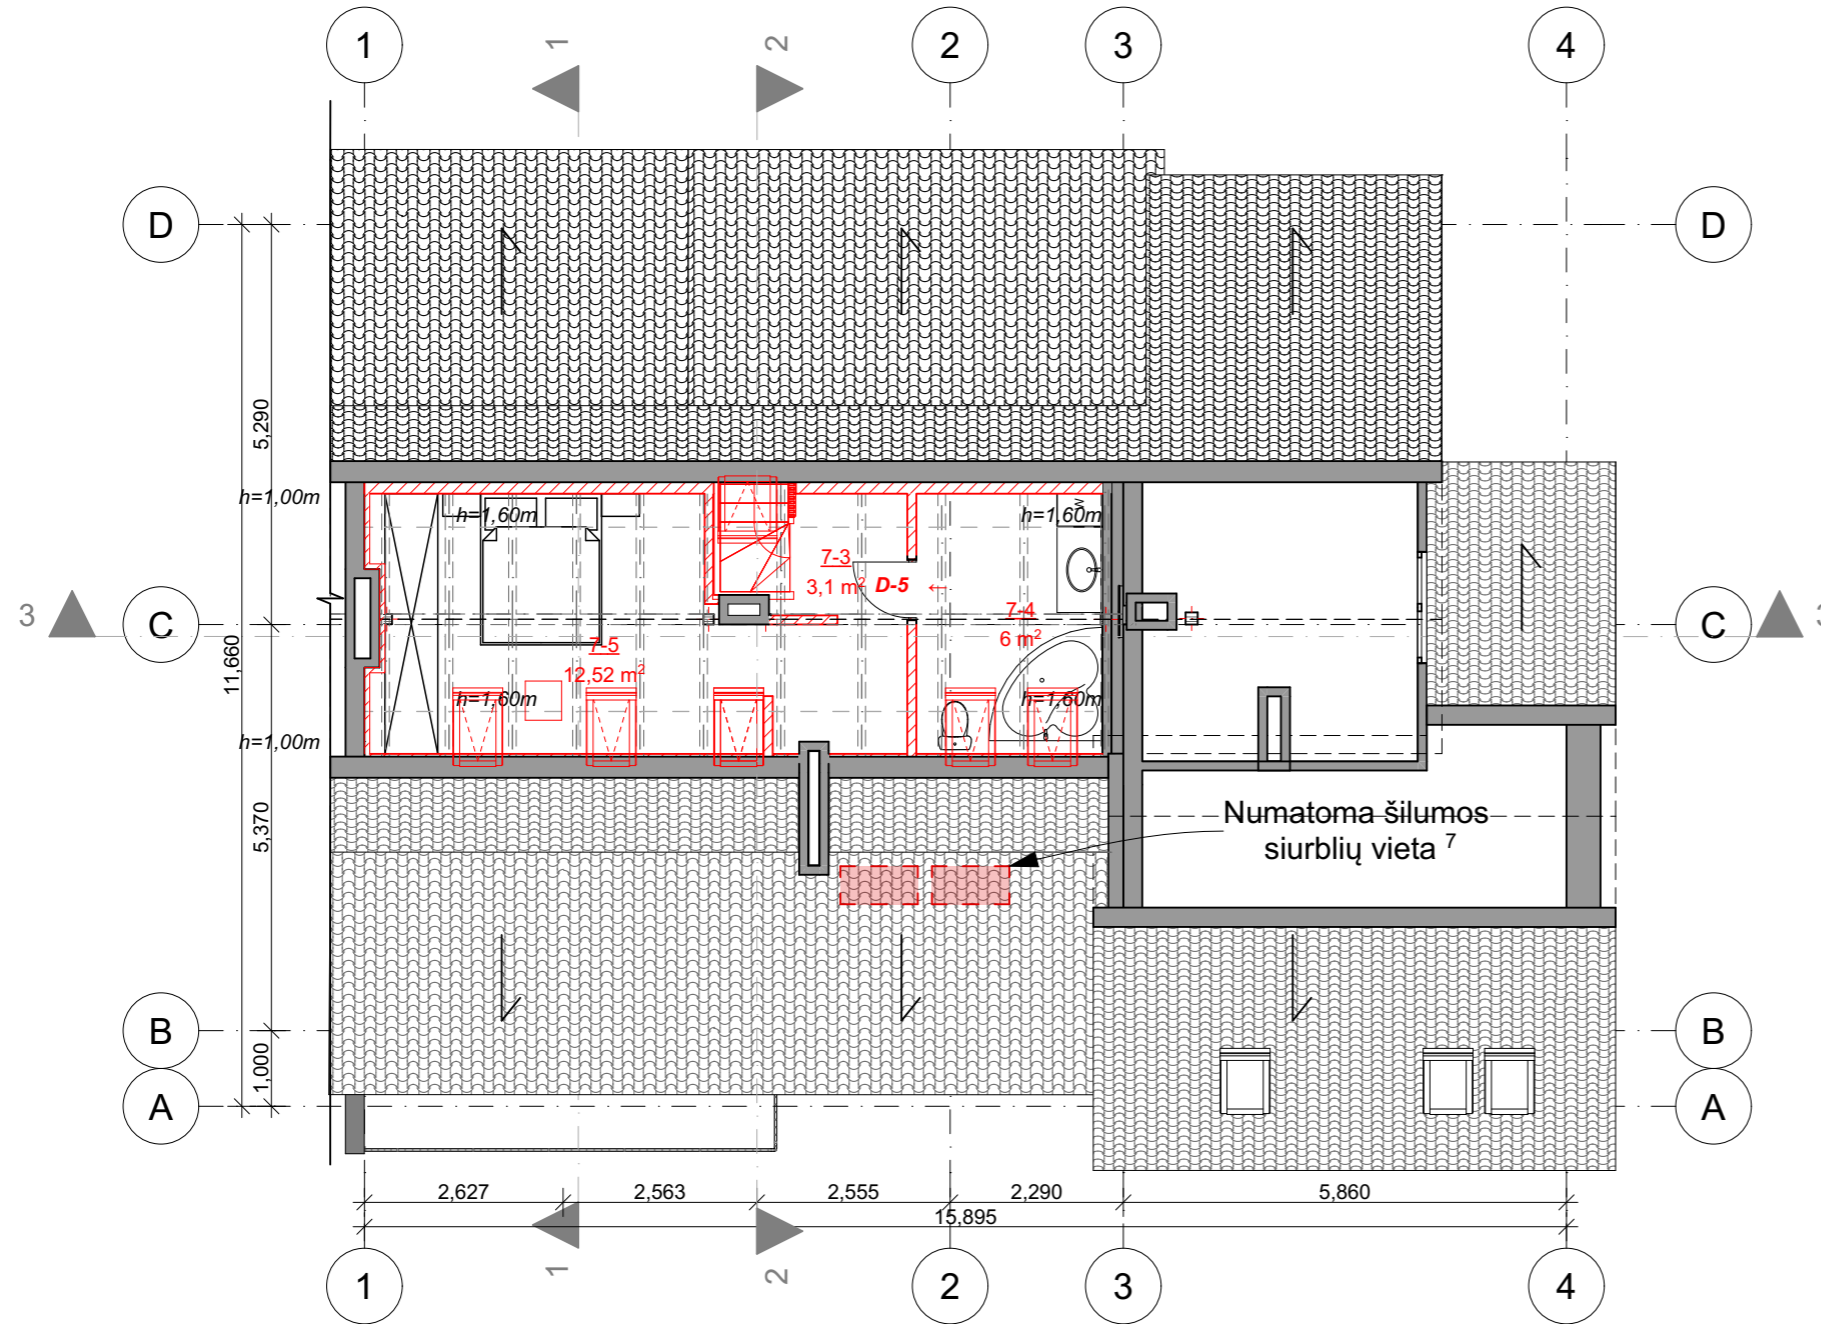 1
1
2
2
3
4
D
D
5,290
h=1,00m
h=1,60m
h=1,60m
7-3
3,1 m² D-5 ←
7-4
6 m²
3
C
C
3
7-5
12,52 m²
11,660
h=1,60m
h=1,60m
h=1,00m
5,370
Numatoma šilumos
siurblių vieta ⁷
B
B
1,000
A
A
2,627
2,563
2,555
2,290
5,860
15,895
1
1
2
2
3
4